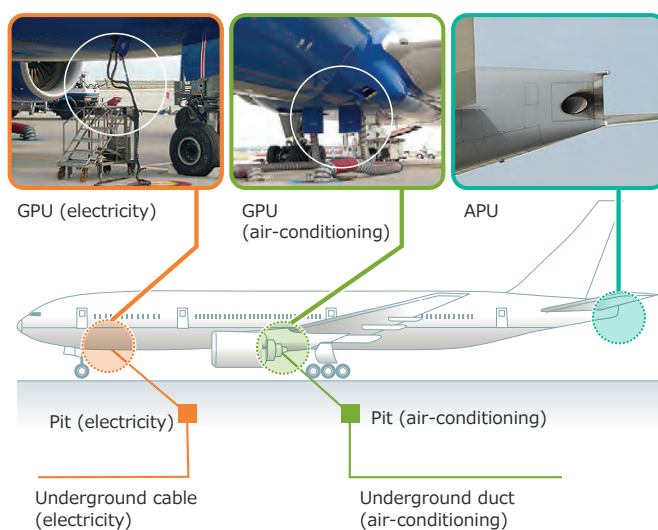 GPU (electricity)
GPU
(air-conditioning)
APU
Pit (electricity)
Pit (air-conditioning)
Underground cable
(electricity)
Underground duct
(air-conditioning)